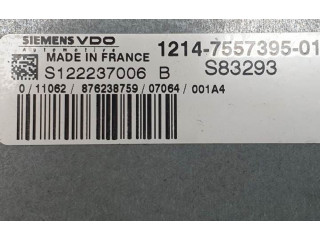 SIEMENS VDO
Automotive
1214-7557395-01
MADE IN FRANCE
S122237006 B
S83293
0/11062/876238759/07064/001A4